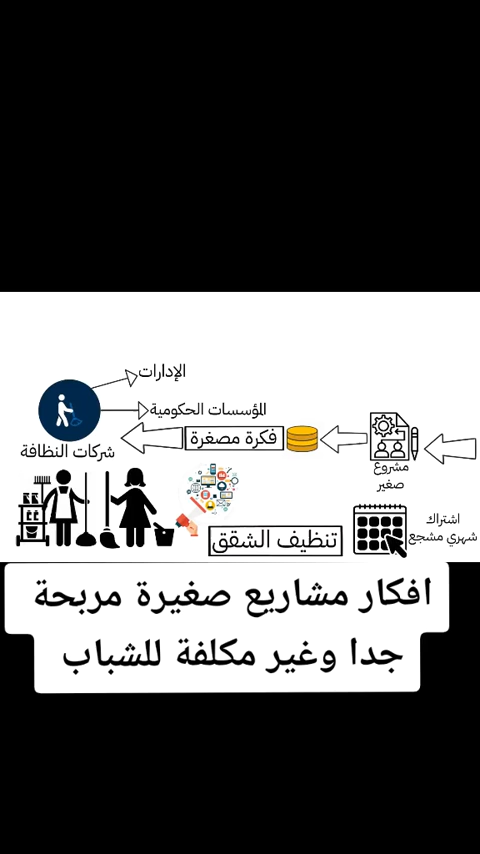 الإدارات
المؤسسات الحكومية
شركات النظافة
فكرة مصغرة
مشروع
صغير
تنظيف الشقق
اشتراك
شهري مشجع
افكار مشاريع صغيرة مربحة
جدا وغير مكلفة للشباب